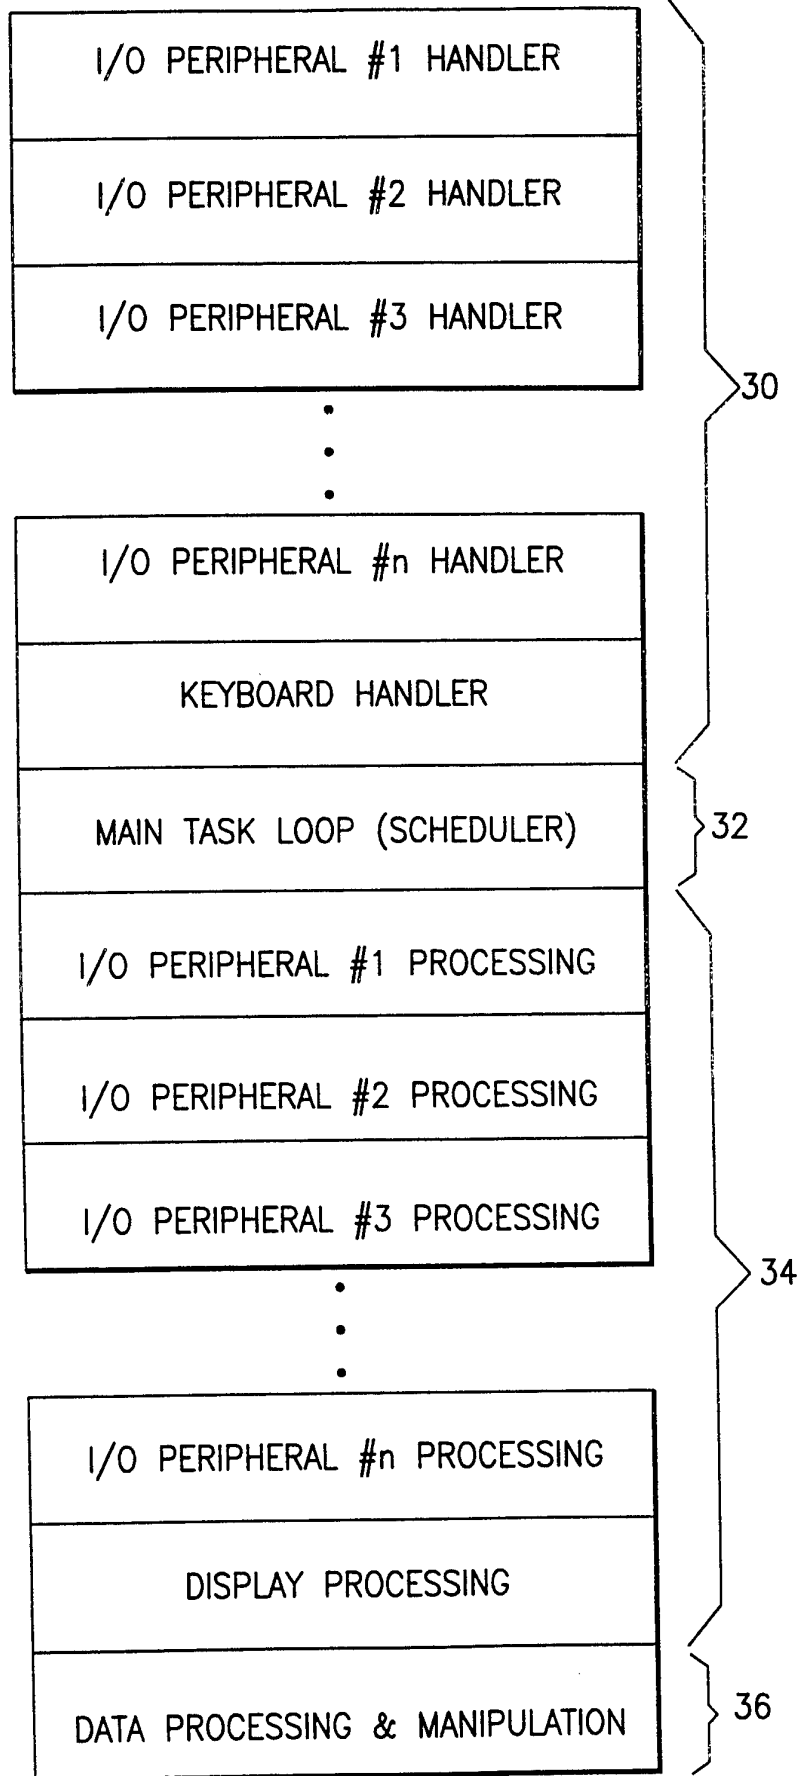 I/O PERIPHERAL #1 HANDLER
I/O PERIPHERAL #2 HANDLER
I/O PERIPHERAL #3 HANDLER
30
I/O PERIPHERAL #n HANDLER
KEYBOARD HANDLER
MAIN TASK LOOP (SCHEDULER)
32
I/O PERIPHERAL #1 PROCESSING
I/O PERIPHERAL #2 PROCESSING
I/O PERIPHERAL #3 PROCESSING
34
I/O PERIPHERAL #n PROCESSING
DISPLAY PROCESSING
DATA PROCESSING & MANIPULATION
36